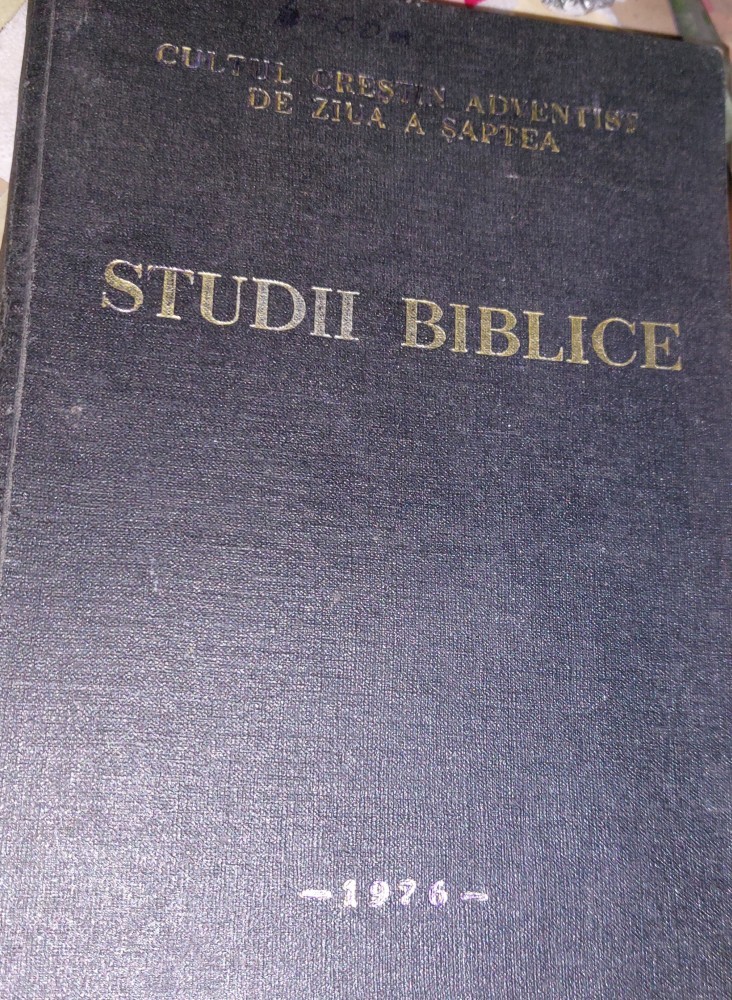 CULTUL CREȘTIN ADVENTIST
DE ZIUA A ȘAPTEA
STUDII BIBLICE
—1976—